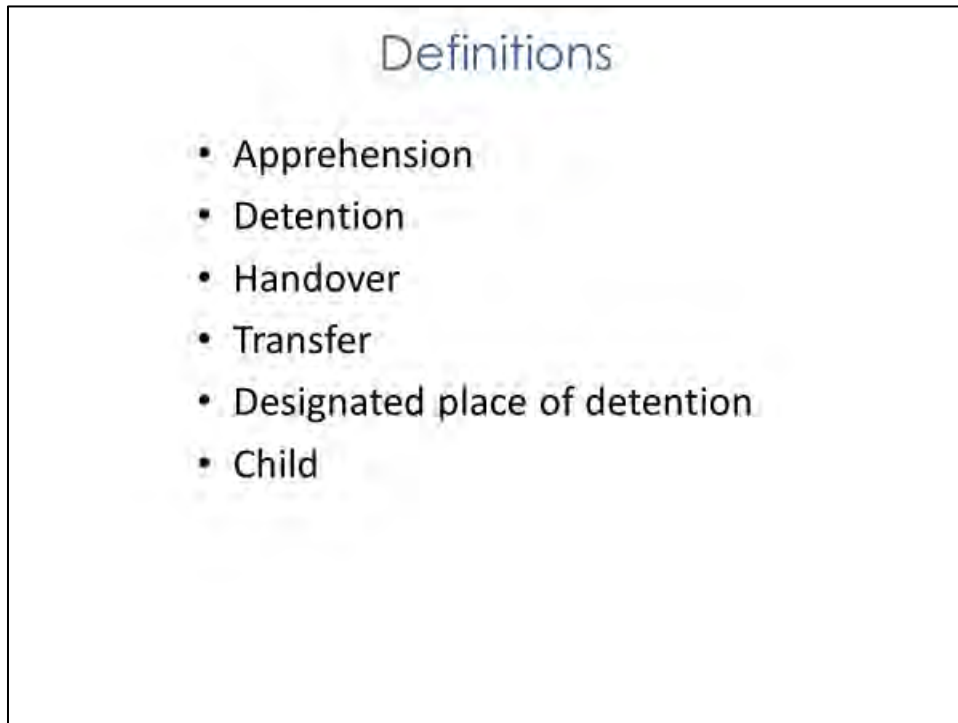 Definitions
• Apprehension
• Detention
• Handover
• Transfer
• Designated place of detention
• Child